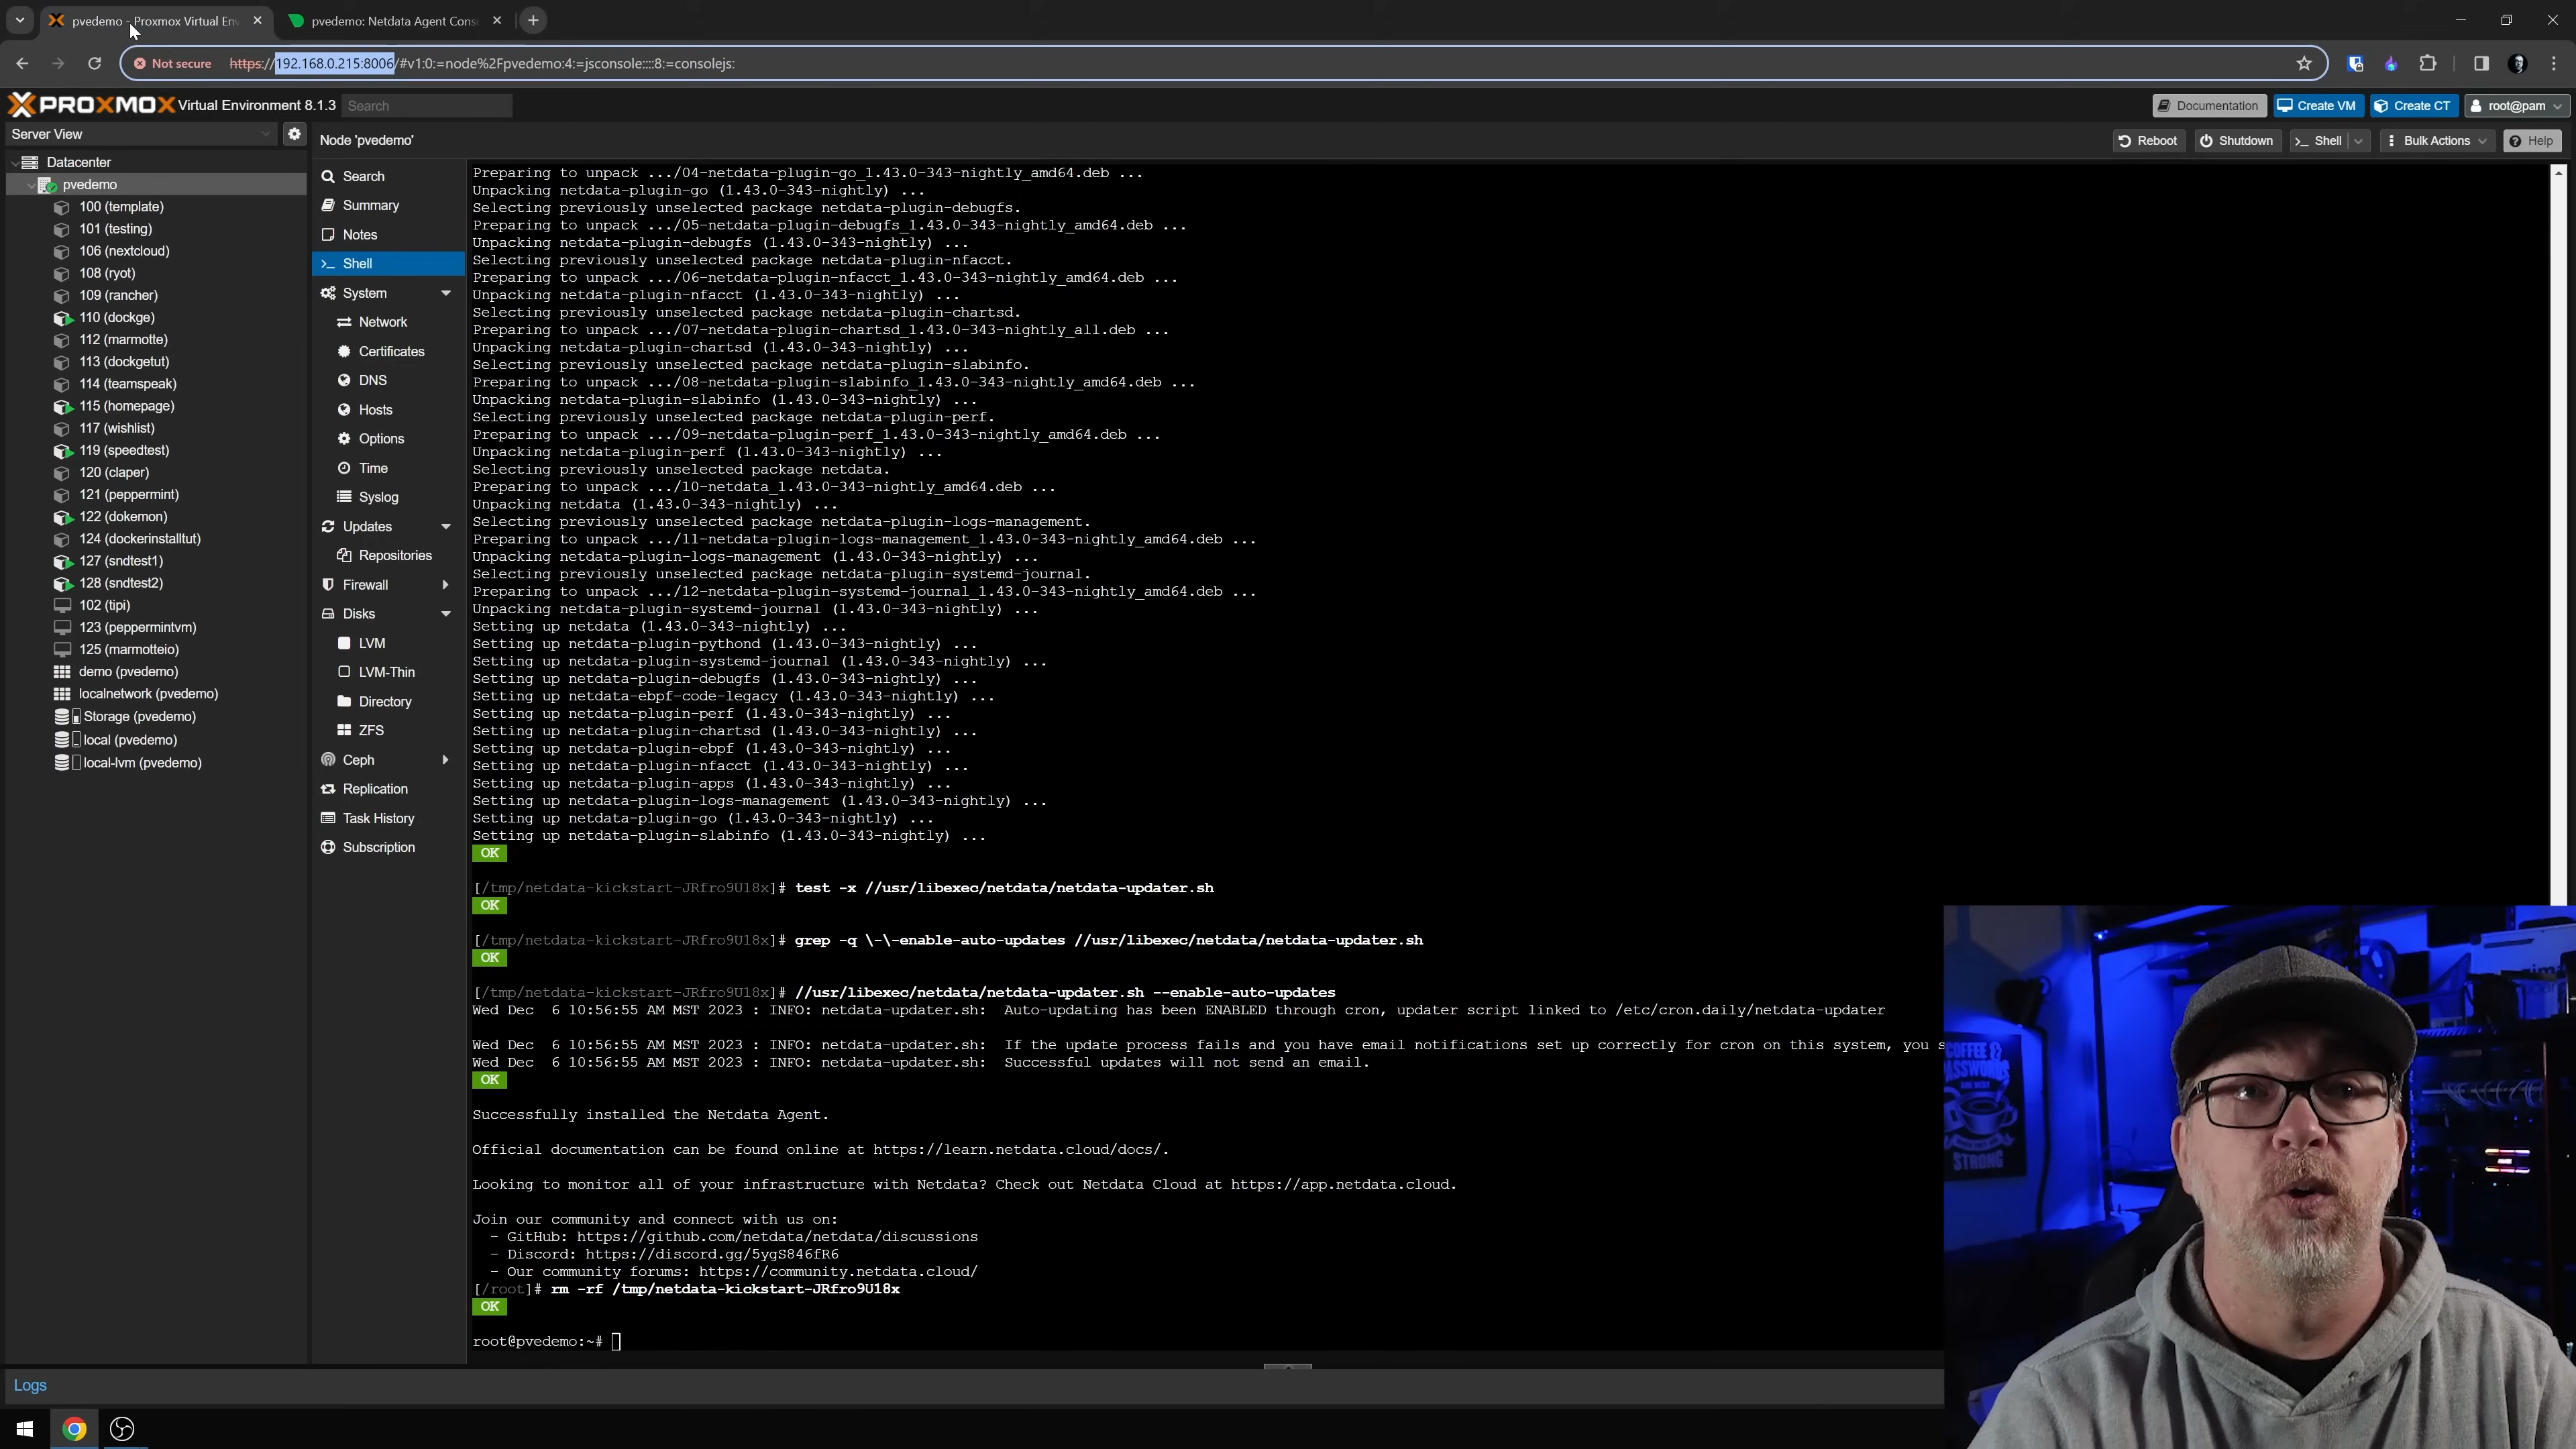 pvedemo - Proxmox Virtual Env
pvedemo: Netdata Agent Cons
Not secure
https://192.168.0.215:8006/#v1:0:=node%2Fpvedemo:4:=jsconsole::::8:=consolejs:
PROXMOX Virtual Environment 8.1.3
Search
Documentation
Create VM
Create CT
root@pam
Server View
Node 'pvedemo'
Reboot
Shutdown
Shell
Bulk Actions
Help
Datacenter
pvedemo
100 (template)
101 (testing)
106 (nextcloud)
108 (ryot)
109 (rancher)
110 (dockge)
112 (marmotte)
113 (dockgetut)
114 (teamspeak)
115 (homepage)
117 (wishlist)
119 (speedtest)
120 (claper)
121 (peppermint)
122 (dokemon)
124 (dockerinstalltut)
127 (sndtest1)
128 (sndtest2)
102 (tipi)
123 (peppermintvm)
125 (marmotteio)
demo (pvedemo)
localnetwork (pvedemo)
Storage (pvedemo)
local (pvedemo)
local-lvm (pvedemo)
Search
Summary
Notes
Shell
System
Network
Certificates
DNS
Hosts
Options
Time
Syslog
Updates
Repositories
Firewall
Disks
LVM
LVM-Thin
Directory
ZFS
Ceph
Replication
Task History
Subscription
Preparing to unpack .../04-netdata-plugin-go_1.43.0-343-nightly_amd64.deb ...
Unpacking netdata-plugin-go (1.43.0-343-nightly) ...
Selecting previously unselected package netdata-plugin-debugfs.
Preparing to unpack .../05-netdata-plugin-debugfs_1.43.0-343-nightly_amd64.deb ...
Unpacking netdata-plugin-debugfs (1.43.0-343-nightly) ...
Selecting previously unselected package netdata-plugin-nfacct.
Preparing to unpack .../06-netdata-plugin-nfacct_1.43.0-343-nightly_amd64.deb ...
Unpacking netdata-plugin-nfacct (1.43.0-343-nightly) ...
Selecting previously unselected package netdata-plugin-chartsd.
Preparing to unpack .../07-netdata-plugin-chartsd_1.43.0-343-nightly_all.deb ...
Unpacking netdata-plugin-chartsd (1.43.0-343-nightly) ...
Selecting previously unselected package netdata-plugin-slabinfo.
Preparing to unpack .../08-netdata-plugin-slabinfo_1.43.0-343-nightly_amd64.deb ...
Unpacking netdata-plugin-slabinfo (1.43.0-343-nightly) ...
Selecting previously unselected package netdata-plugin-perf.
Preparing to unpack .../09-netdata-plugin-perf_1.43.0-343-nightly_amd64.deb ...
Unpacking netdata-plugin-perf (1.43.0-343-nightly) ...
Selecting previously unselected package netdata.
Preparing to unpack .../10-netdata_1.43.0-343-nightly_amd64.deb ...
Unpacking netdata (1.43.0-343-nightly) ...
Selecting previously unselected package netdata-plugin-logs-management.
Preparing to unpack .../11-netdata-plugin-logs-management_1.43.0-343-nightly_amd64.deb ...
Unpacking netdata-plugin-logs-management (1.43.0-343-nightly) ...
Selecting previously unselected package netdata-plugin-systemd-journal.
Preparing to unpack .../12-netdata-plugin-systemd-journal_1.43.0-343-nightly_amd64.deb ...
Unpacking netdata-plugin-systemd-journal (1.43.0-343-nightly) ...
Setting up netdata (1.43.0-343-nightly) ...
Setting up netdata-plugin-pythond (1.43.0-343-nightly) ...
Setting up netdata-plugin-systemd-journal (1.43.0-343-nightly) ...
Setting up netdata-plugin-debugfs (1.43.0-343-nightly) ...
Setting up netdata-ebpf-code-legacy (1.43.0-343-nightly) ...
Setting up netdata-plugin-perf (1.43.0-343-nightly) ...
Setting up netdata-plugin-chartsd (1.43.0-343-nightly) ...
Setting up netdata-plugin-ebpf (1.43.0-343-nightly) ...
Setting up netdata-plugin-nfacct (1.43.0-343-nightly) ...
Setting up netdata-plugin-apps (1.43.0-343-nightly) ...
Setting up netdata-plugin-logs-management (1.43.0-343-nightly) ...
Setting up netdata-plugin-go (1.43.0-343-nightly) ...
Setting up netdata-plugin-slabinfo (1.43.0-343-nightly) ...
OK
[/tmp/netdata-kickstart-JRfro9U18x]# test -x //usr/libexec/netdata/netdata-updater.sh
OK
[/tmp/netdata-kickstart-JRfro9U18x]# grep -q \-\-enable-auto-updates //usr/libexec/netdata/netdata-updater.sh
OK
[/tmp/netdata-kickstart-JRfro9U18x]# //usr/libexec/netdata/netdata-updater.sh --enable-auto-updates
Wed Dec  6 10:56:55 AM MST 2023 : INFO: netdata-updater.sh:  Auto-updating has been ENABLED through cron, updater script linked to /etc/cron.daily/netdata-updater
Wed Dec  6 10:56:55 AM MST 2023 : INFO: netdata-updater.sh:  If the update process fails and you have email notifications set up correctly for cron on this system, you s
Wed Dec  6 10:56:55 AM MST 2023 : INFO: netdata-updater.sh:  Successful updates will not send an email.
OK
Successfully installed the Netdata Agent.
Official documentation can be found online at https://learn.netdata.cloud/docs/.
Looking to monitor all of your infrastructure with Netdata? Check out Netdata Cloud at https://app.netdata.cloud.
Join our community and connect with us on:
- GitHub: https://github.com/netdata/netdata/discussions
- Discord: https://discord.gg/5ygS846fR6
- Our community forums: https://community.netdata.cloud/
[/root]# rm -rf /tmp/netdata-kickstart-JRfro9U18x
OK
root@pvedemo:~#
COFFEE
PASSWORDS
STRONG
Logs